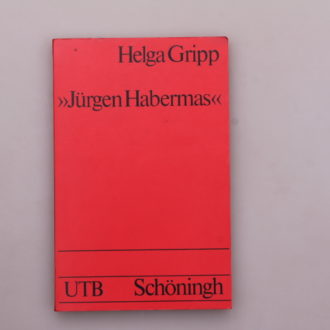 Helga Gripp
»Jürgen Habermas«
UTB Schöningh